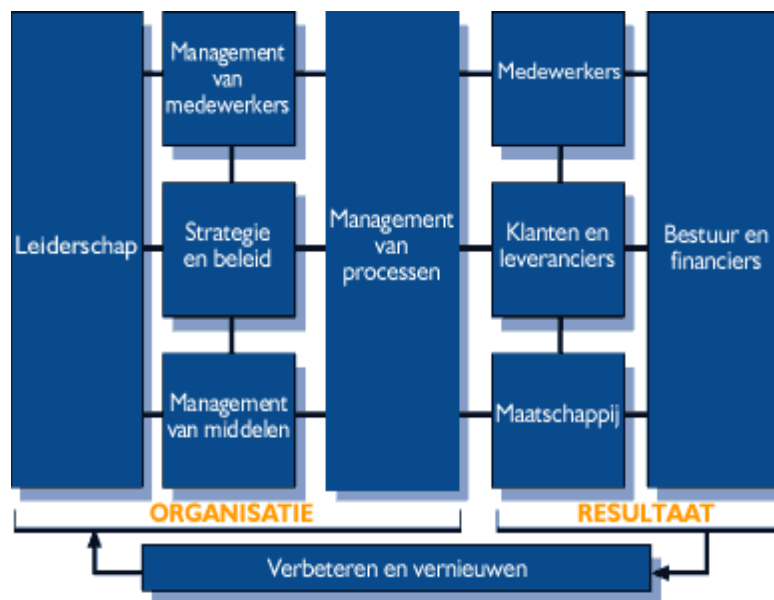 Leiderschap
Management
van
medewerkers
Strategie
en beleid
Management
van middelen
Management
van
processen
Medewerkers
Klanten en
leveranciers
Maatschappij
Bestuur en
financiers
ORGANISATIE
RESULTAAT
Verbeteren en vernieuwen